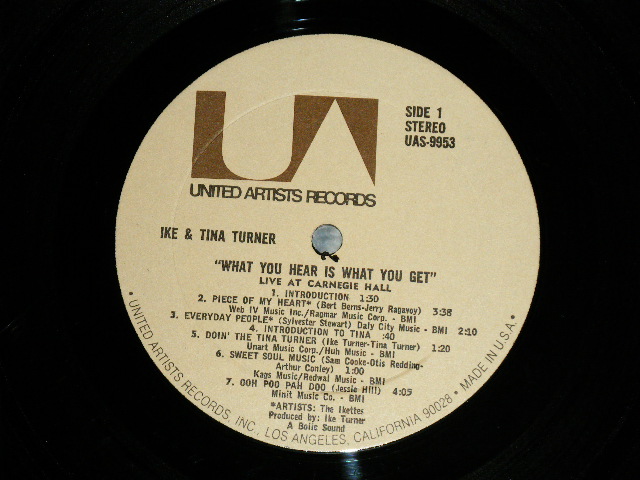 UA
UNITED ARTISTS RECORDS
SIDE 1
STEREO
UAS-9953
IKE & TINA TURNER
"WHAT YOU HEAR IS WHAT YOU GET"
LIVE AT CARNEGIE HALL
1. INTRODUCTION 1:30
2. PIECE OF MY HEART* (Bert Berns-Jerry Ragavoy) 3:38
Web IV Music Inc./Ragmar Music Corp. - BMI
3. EVERYDAY PEOPLE* (Sylvester Stewart) Daly City Music - BMI 2:10
4. INTRODUCTION TO TINA :40
5. DOIN' THE TINA TURNER (Ike Turner-Tina Turner) 1:20
Unart Music Corp./Huh Music - BMI
6. SWEET SOUL MUSIC (Sam Cooke-Otis Redding-
Arthur Conley) 1:00
Kags Music/Redwal Music - BMI
7. OOH POO PAH DOO (Jessie Hill) 4:05
Minit Music Co. - BMI
*ARTISTS: The Ikettes
Produced by: Ike Turner
A Bolic Sound
• UNITED ARTISTS RECORDS, INC., LOS ANGELES, CALIFORNIA 90028 • MADE IN U.S.A. •